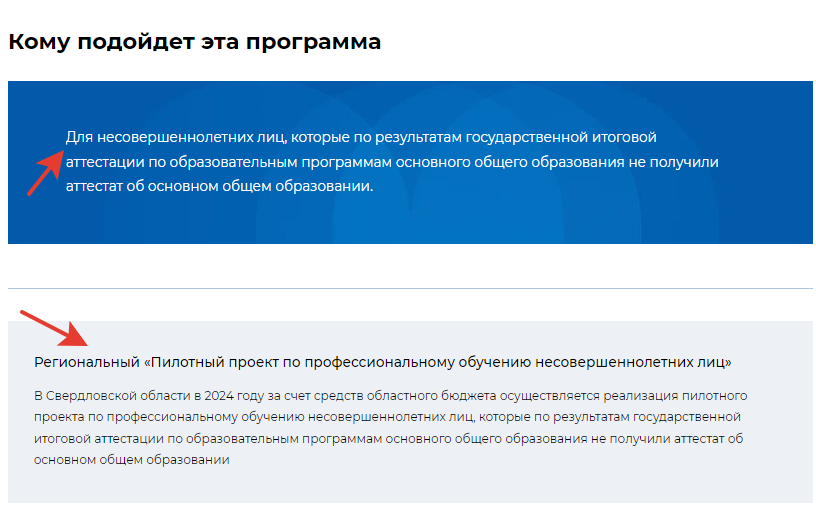 Кому подойдет эта программа
Для несовершеннолетних лиц, которые по результатам государственной итоговой
аттестации по образовательным программам основного общего образования не получили
аттестат об основном общем образовании.
Региональный «Пилотный проект по профессиональному обучению несовершеннолетних лиц»
В Свердловской области в 2024 году за счет средств областного бюджета осуществляется реализация пилотного
проекта по профессиональному обучению несовершеннолетних лиц, которые по результатам государственной
итоговой аттестации по образовательным программам основного общего образования не получили аттестат об
основном общем образовании